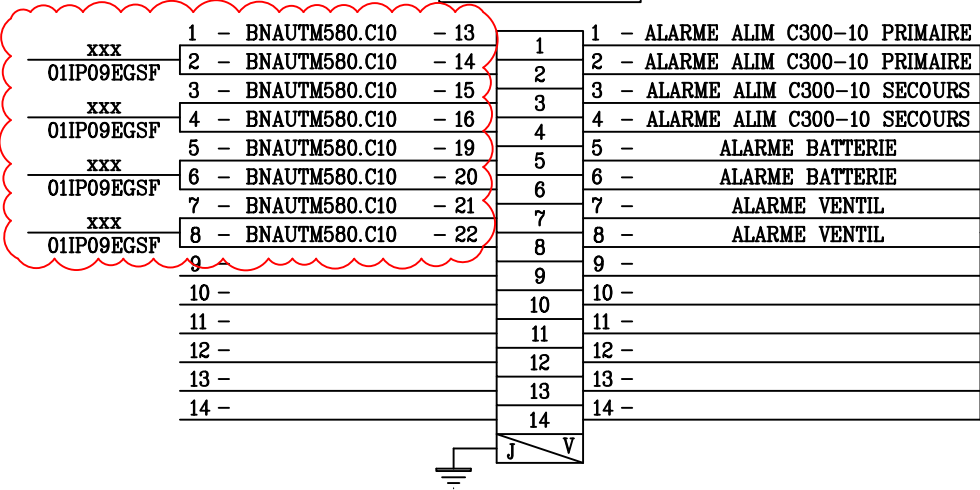 1 - BNAUTM580.C10 - 13 1 1 - ALARME ALIM C300-10 PRIMAIRE
xxx
01IP09EGSF
2 - BNAUTM580.C10 - 14 2 2 - ALARME ALIM C300-10 PRIMAIRE
3 - BNAUTM580.C10 - 15 3 3 - ALARME ALIM C300-10 SECOURS
xxx
01IP09EGSF
4 - BNAUTM580.C10 - 16 4 4 - ALARME ALIM C300-10 SECOURS
5 - BNAUTM580.C10 - 19 5 5 - ALARME BATTERIE
xxx
01IP09EGSF
6 - BNAUTM580.C10 - 20 6 6 - ALARME BATTERIE
7 - BNAUTM580.C10 - 21 7 7 - ALARME VENTIL
xxx
01IP09EGSF
8 - BNAUTM580.C10 - 22 8 8 - ALARME VENTIL
9 - 9 9 -
10 - 10 10 -
11 - 11 11 -
12 - 12 12 -
13 - 13 13 -
14 - 14 14 -
J V